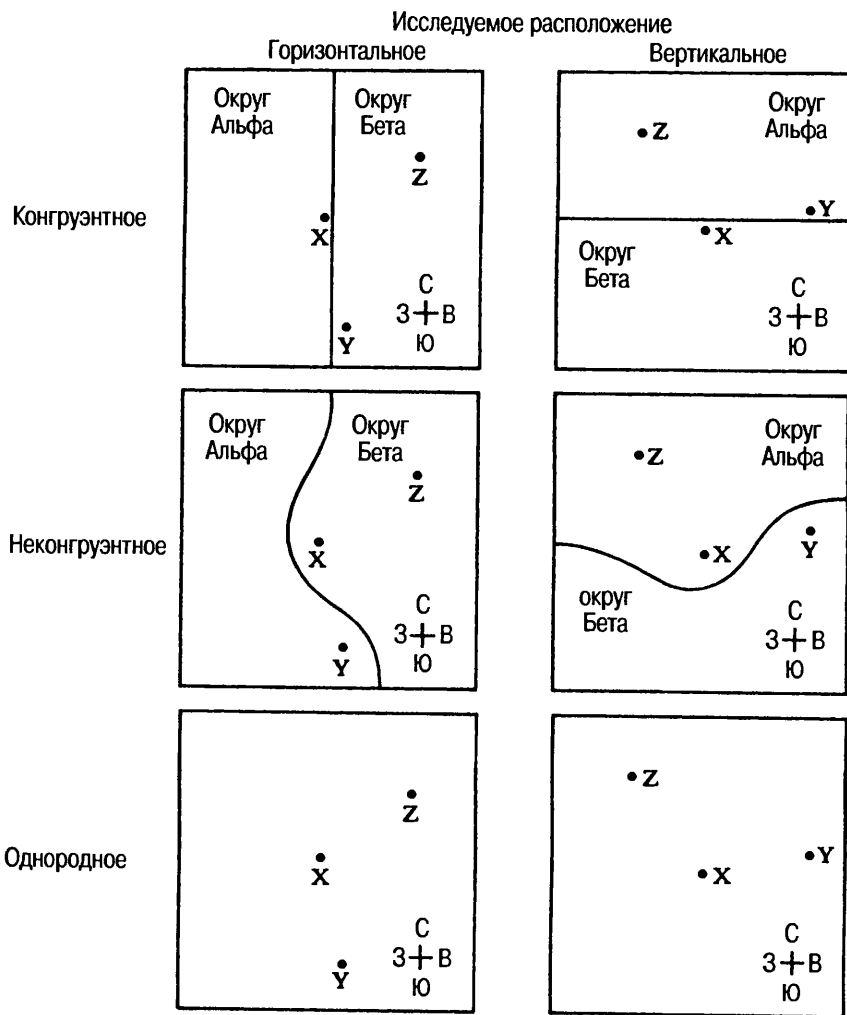 Исследуемое расположение
Горизонтальное Вертикальное
Конгруэнтное
Округ Альфа
Округ Бета
Z
X
Y
С
З В
Ю
Округ Альфа
Z
Y
X
Округ Бета
С
З В
Ю
Неконгруэнтное
Округ Альфа
Округ Бета
Z
X
Y
С
З В
Ю
Округ Альфа
Z
X
Y
округ Бета
С
З В
Ю
Однородное
Z
X
Y
С
З В
Ю
Z
Y
X
С
З В
Ю